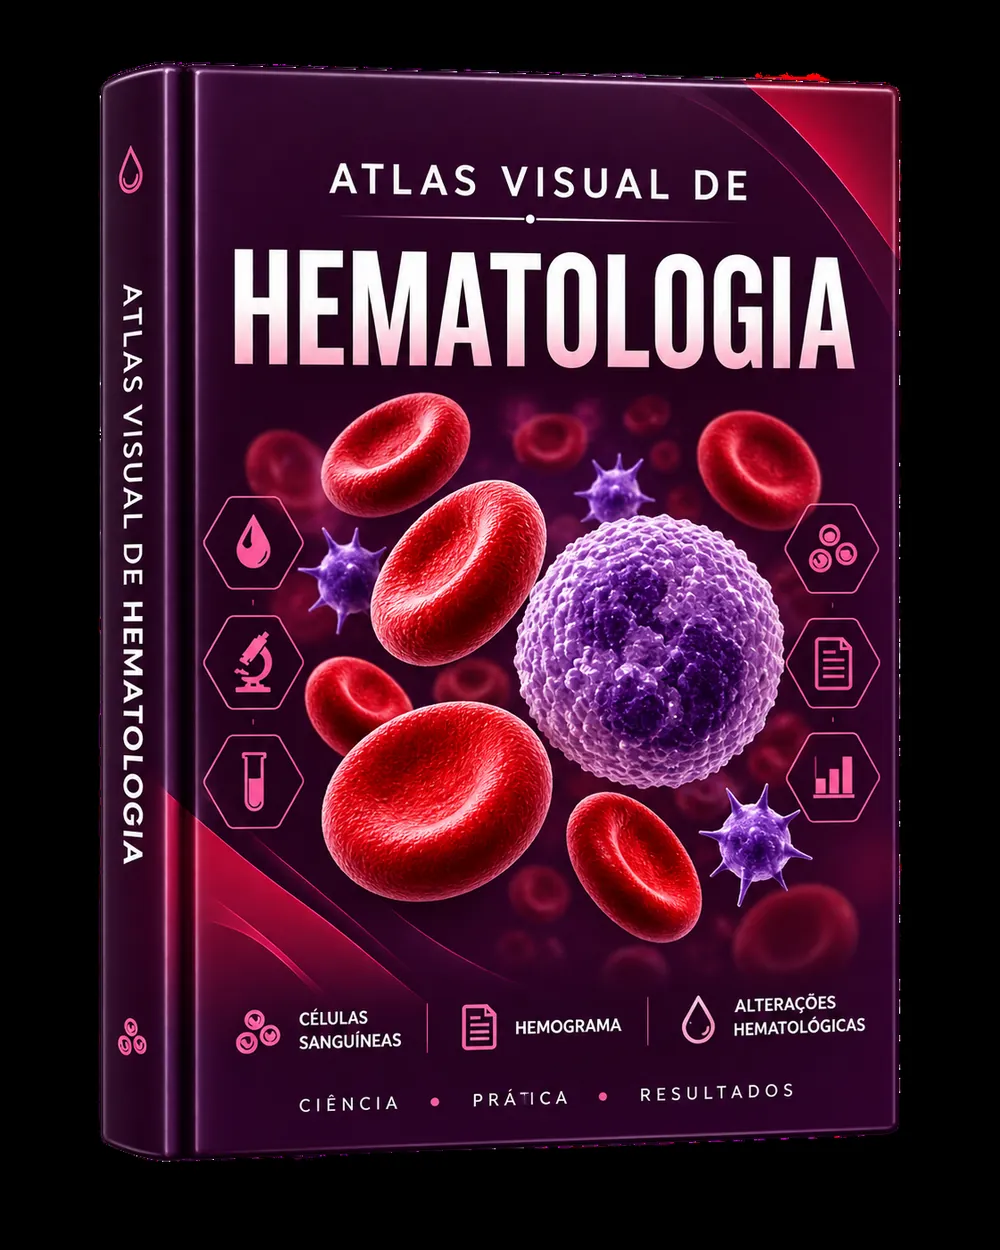 ATLAS VISUAL DE HEMATOLOGIA
ATLAS VISUAL DE
HEMATOLOGIA
CÉLULAS
SANGUÍNEAS
HEMOGRAMA
ALTERAÇÕES
HEMATOLÓGICAS
CIÊNCIA • PRÁTICA • RESULTADOS